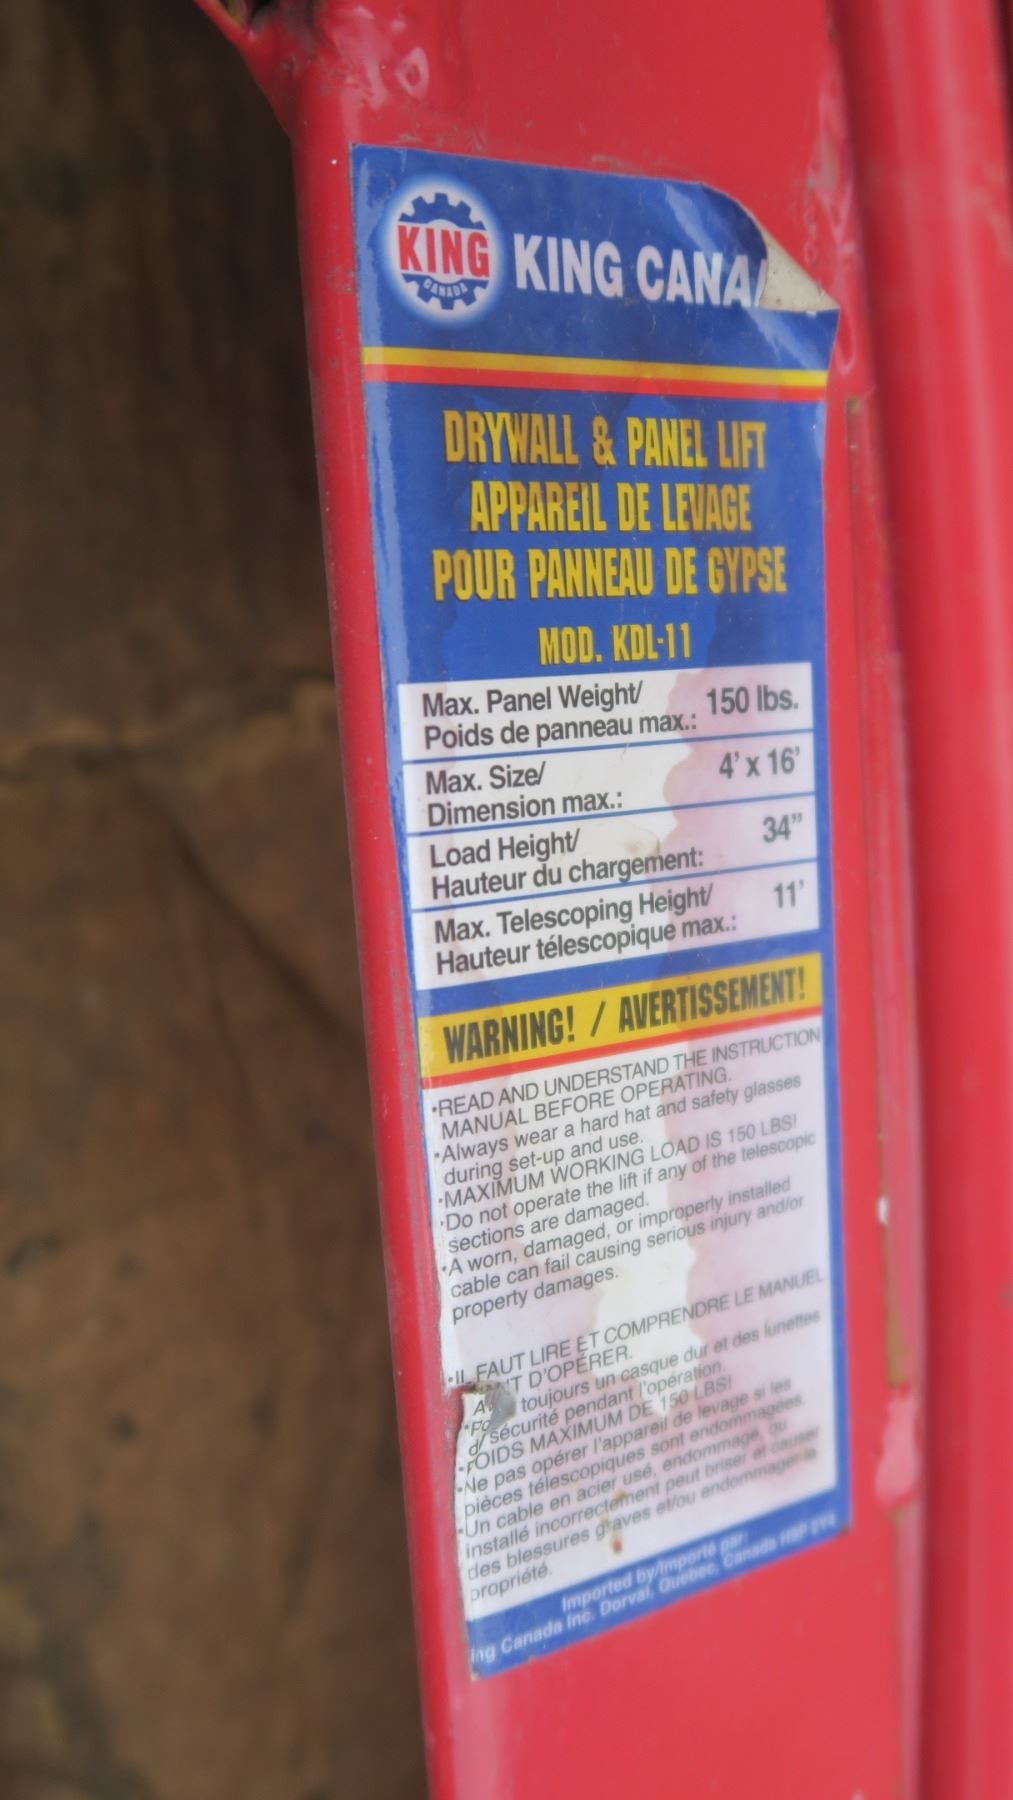 KING
CANADA
KING CANA
DRYWALL & PANEL LIFT
APPAREIL DE LEVAGE
POUR PANNEAU DE GYPSE
MOD. KDL-11
Max. Panel Weight/ 150 lbs.
Poids de panneau max.:
Max. Size/ 4' x 16'
Dimension max.:
Load Height/ 34"
Hauteur du chargement:
Max. Telescoping Height/ 11'
Hauteur télescopique max.:
WARNING! / AVERTISSEMENT!
•READ AND UNDERSTAND THE INSTRUCTION
MANUAL BEFORE OPERATING.
•Always wear a hard hat and safety glasses
during set-up and use.
•MAXIMUM WORKING LOAD IS 150 LBS!
•Do not operate the lift if any of the telescopic
sections are damaged.
•A worn, damaged, or improperly installed
cable can fail causing serious injury and/or
property damages.
•IL FAUT LIRE ET COMPRENDRE LE MANUEL
D'OPÉRER.
toujours un casque dur et des lunettes
sécurité pendant l'opération.
OIDS MAXIMUM DE 150 LBS!
•Ne pas opérer l'appareil de levage si les
pièces télescopiques sont endommagées.
•Un cable en acier usé, endommagé, ou
installé incorrectement peut briser et causer
des blessures graves et/ou endommager la
propriété.
Imported by/Importé par:
ing Canada Inc. Dorval, Quebec, Canada H9P 2Y4